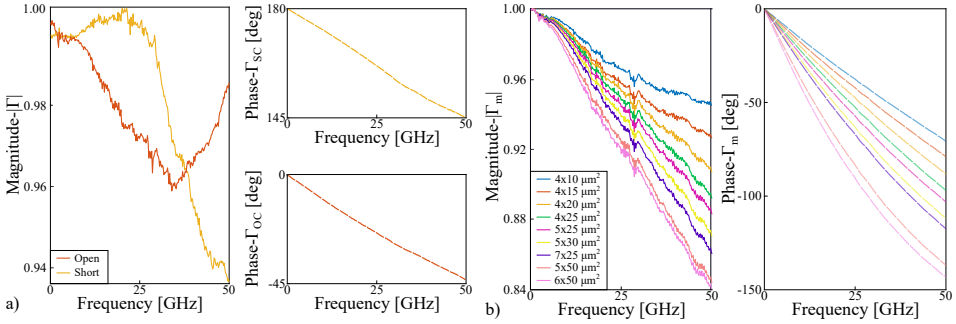 1.00
0.98
0.96
0.94
Magnitude-|Γ|
Open
Short
0
25
50
Frequency [GHz]
a)
180
145
Phase-Γ_SC [deg]
0
25
50
Frequency [GHz]
0
-45
Phase-Γ_OC [deg]
0
25
50
Frequency [GHz]
1.00
0.96
0.92
0.88
0.84
Magnitude-|Γ_m|
4x10 μm²
4x15 μm²
4x20 μm²
4x25 μm²
5x25 μm²
5x30 μm²
7x25 μm²
5x50 μm²
6x50 μm²
0
25
50
Frequency [GHz]
b)
0
-50
-100
-150
Phase-Γ_m [deg]
0
25
50
Frequency [GHz]